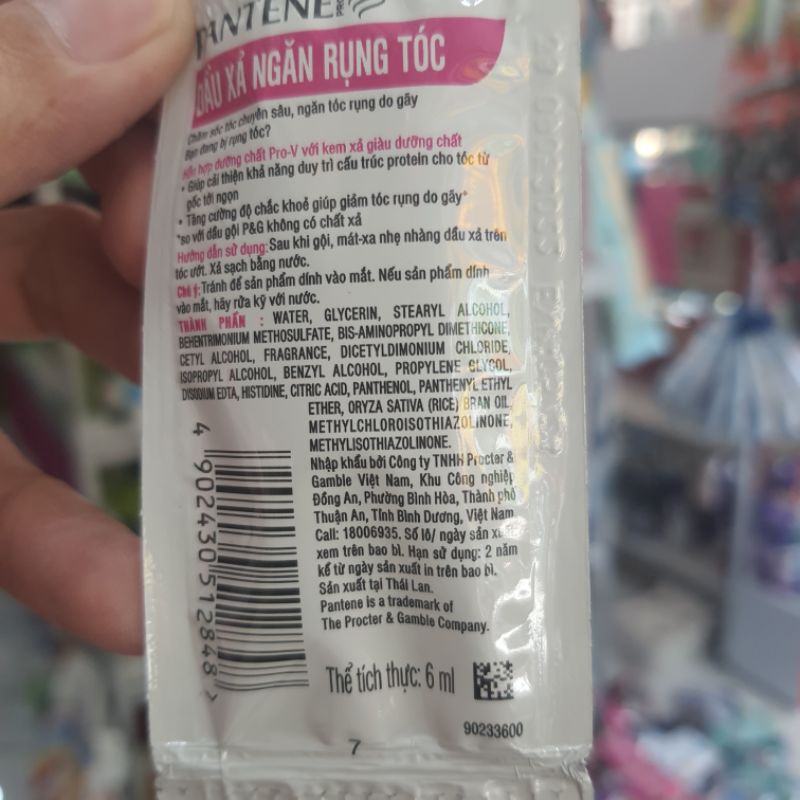 PANTENE PRO
DẦU XẢ NGĂN RỤNG TÓC
Chăm sóc tóc chuyên sâu, ngăn tóc rụng do gãy
Bạn đang bị rụng tóc?
hợp dưỡng chất Pro-V với kem xả giàu dưỡng chất
• Giúp cải thiện khả năng duy trì cấu trúc protein cho tóc từ
gốc tới ngọn
• Tăng cường độ chắc khoẻ giúp giảm tóc rụng do gãy*
*so với dầu gội P&G không có chất xả
Hướng dẫn sử dụng: Sau khi gội, mát-xa nhẹ nhàng dầu xả trên
tóc ướt. Xả sạch bằng nước.
Chú ý: Tránh để sản phẩm dính vào mắt. Nếu sản phẩm dính
vào mắt, hãy rửa kỹ với nước.
THÀNH PHẦN : WATER, GLYCERIN, STEARYL ALCOHOL,
BEHENTRIMONIUM METHOSULFATE, BIS-AMINOPROPYL DIMETHICONE,
CETYL ALCOHOL, FRAGRANCE, DICETYLDIMONIUM CHLORIDE,
ISOPROPYL ALCOHOL, BENZYL ALCOHOL, PROPYLENE GLYCOL,
DISODIUM EDTA, HISTIDINE, CITRIC ACID, PANTHENOL, PANTHENYL ETHYL
ETHER, ORYZA SATIVA (RICE) BRAN OIL,
METHYLCHLOROISOTHIAZOLINONE,
METHYLISOTHIAZOLINONE.
Nhập khẩu bởi Công ty TNHH Procter &
Gamble Việt Nam, Khu Công nghiệp
Đồng An, Phường Bình Hòa, Thành phố
Thuận An, Tỉnh Bình Dương, Việt Nam
Call: 18006935. Số lô/ ngày sản xuất
xem trên bao bì. Hạn sử dụng: 2 năm
kể từ ngày sản xuất in trên bao bì.
Sản xuất tại Thái Lan.
Pantene is a trademark of
The Procter & Gamble Company.
4 902430 512848 >
Thể tích thực: 6 ml
90233600
7